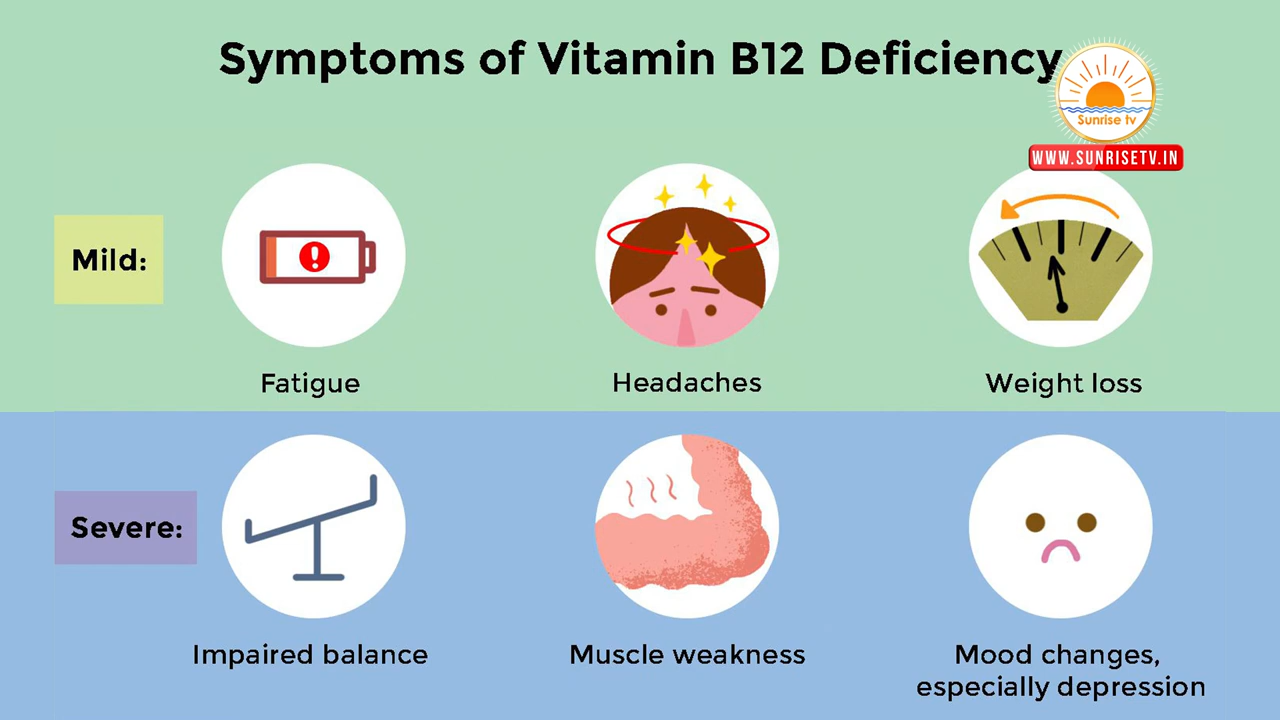 Symptoms of Vitamin B12 Deficiency
Sunrise tv
WWW.SUNRISETV.IN
Mild:
Fatigue
Headaches
Weight loss
Severe:
Impaired balance
Muscle weakness
Mood changes,
especially depression